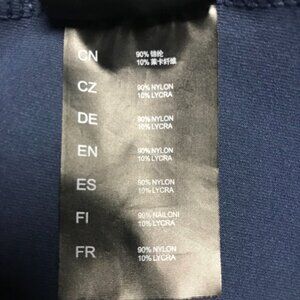 CN 90% 锦纶
10% 莱卡纤维
CZ 90% NYLON
10% LYCRA
DE 90% NYLON
10% LYCRA
EN 90% NYLON
10% LYCRA
ES 90% NYLON
10% LYCRA
FI 90% NAILONI
10% LYCRA
FR 90% NYLON
10% LYCRA